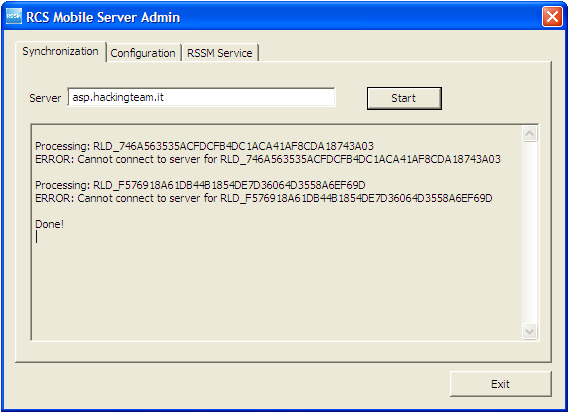 RSSM RCS Mobile Server Admin
Synchronization Configuration RSSM Service
Server asp.hackingteam.it Start
Processing: RLD_746A563535ACFDCFB4DC1ACA41AF8CDA18743A03
ERROR: Cannot connect to server for RLD_746A563535ACFDCFB4DC1ACA41AF8CDA18743A03
Processing: RLD_F576918A61DB44B1854DE7D36064D3558A6EF69D
ERROR: Cannot connect to server for RLD_F576918A61DB44B1854DE7D36064D3558A6EF69D
Done!
Exit